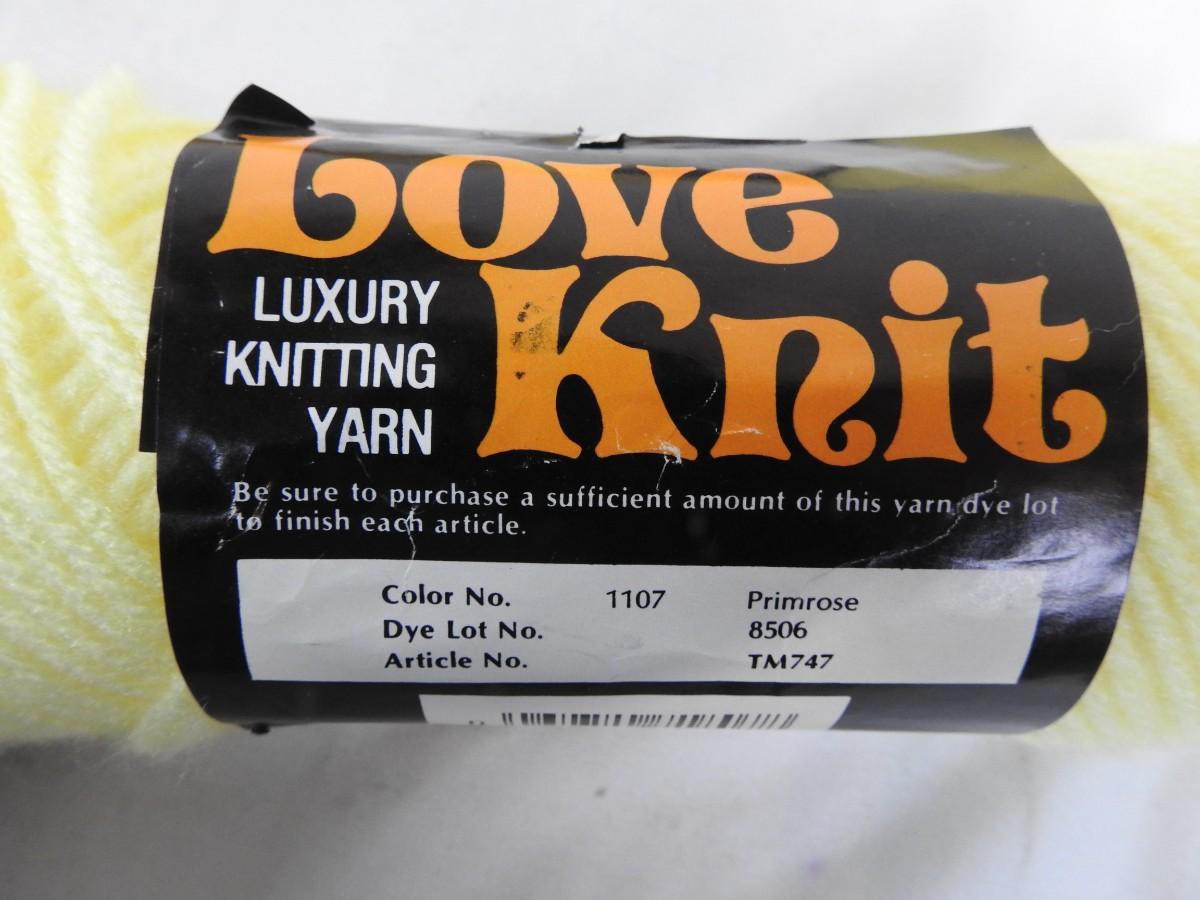 Love
Knit
LUXURY
KNITTING
YARN
Be sure to purchase a sufficient amount of this yarn dye lot
to finish each article.
Color No. 1107 Primrose
Dye Lot No. 8506
Article No. TM747